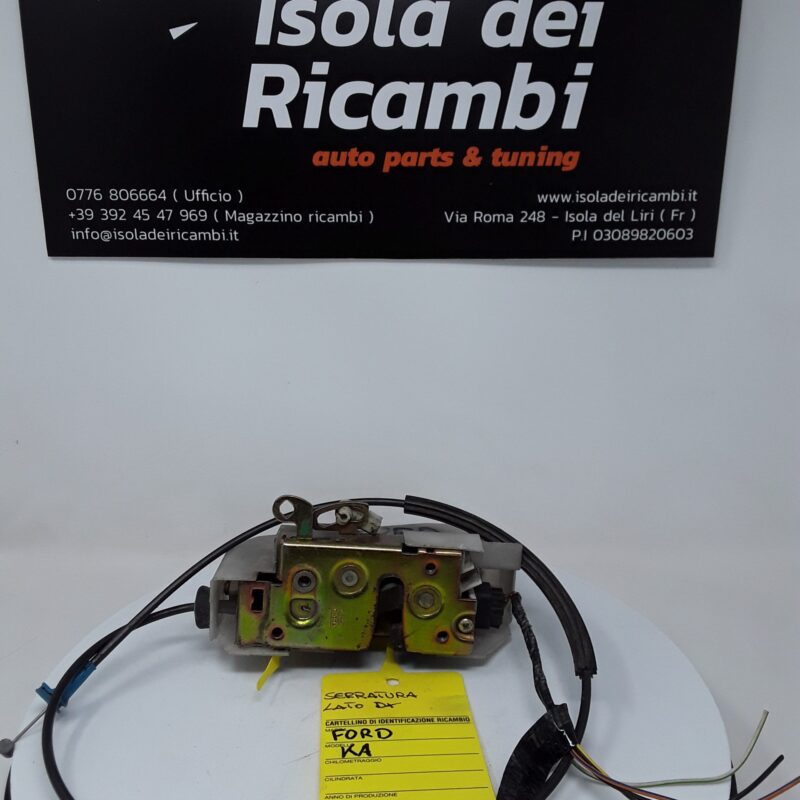 Isola dei
Ricambi
auto parts & tuning
0776 806664 ( Ufficio )
+39 392 45 47 969 ( Magazzino ricambi )
info@isoladeiricambi.it
www.isoladeiricambi.it
Via Roma 248 - Isola del Liri ( Fr )
P.I 03089820603
SERRATURA
LATO DX
CARTELLINO DI IDENTIFICAZIONE RICAMBIO
FORD
MODELLO KA
CHILOMETRAGGIO
CILINDRATA
ANNO DI PRODUZIONE